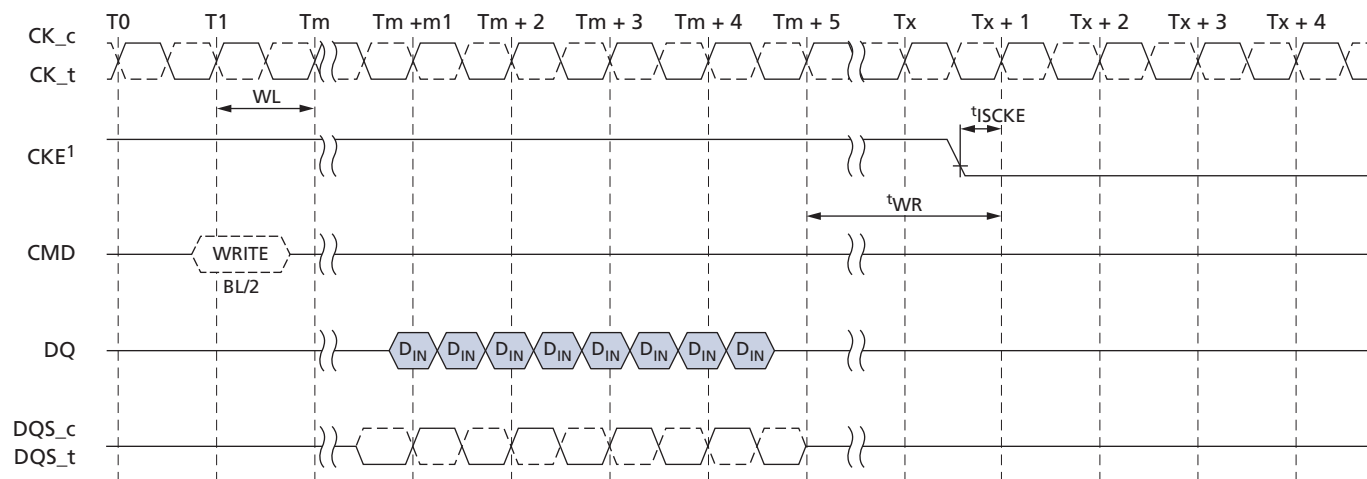 T0 T1 Tm Tm +m1 Tm + 2 Tm + 3 Tm + 4 Tm + 5 Tx Tx + 1 Tx + 2 Tx + 3 Tx + 4
CK_c
CK_t
WL
tISCKE
CKE1
tWR
CMD WRITE
BL/2
DQ DIN DIN DIN DIN DIN DIN DIN DIN
DQS_c
DQS_t